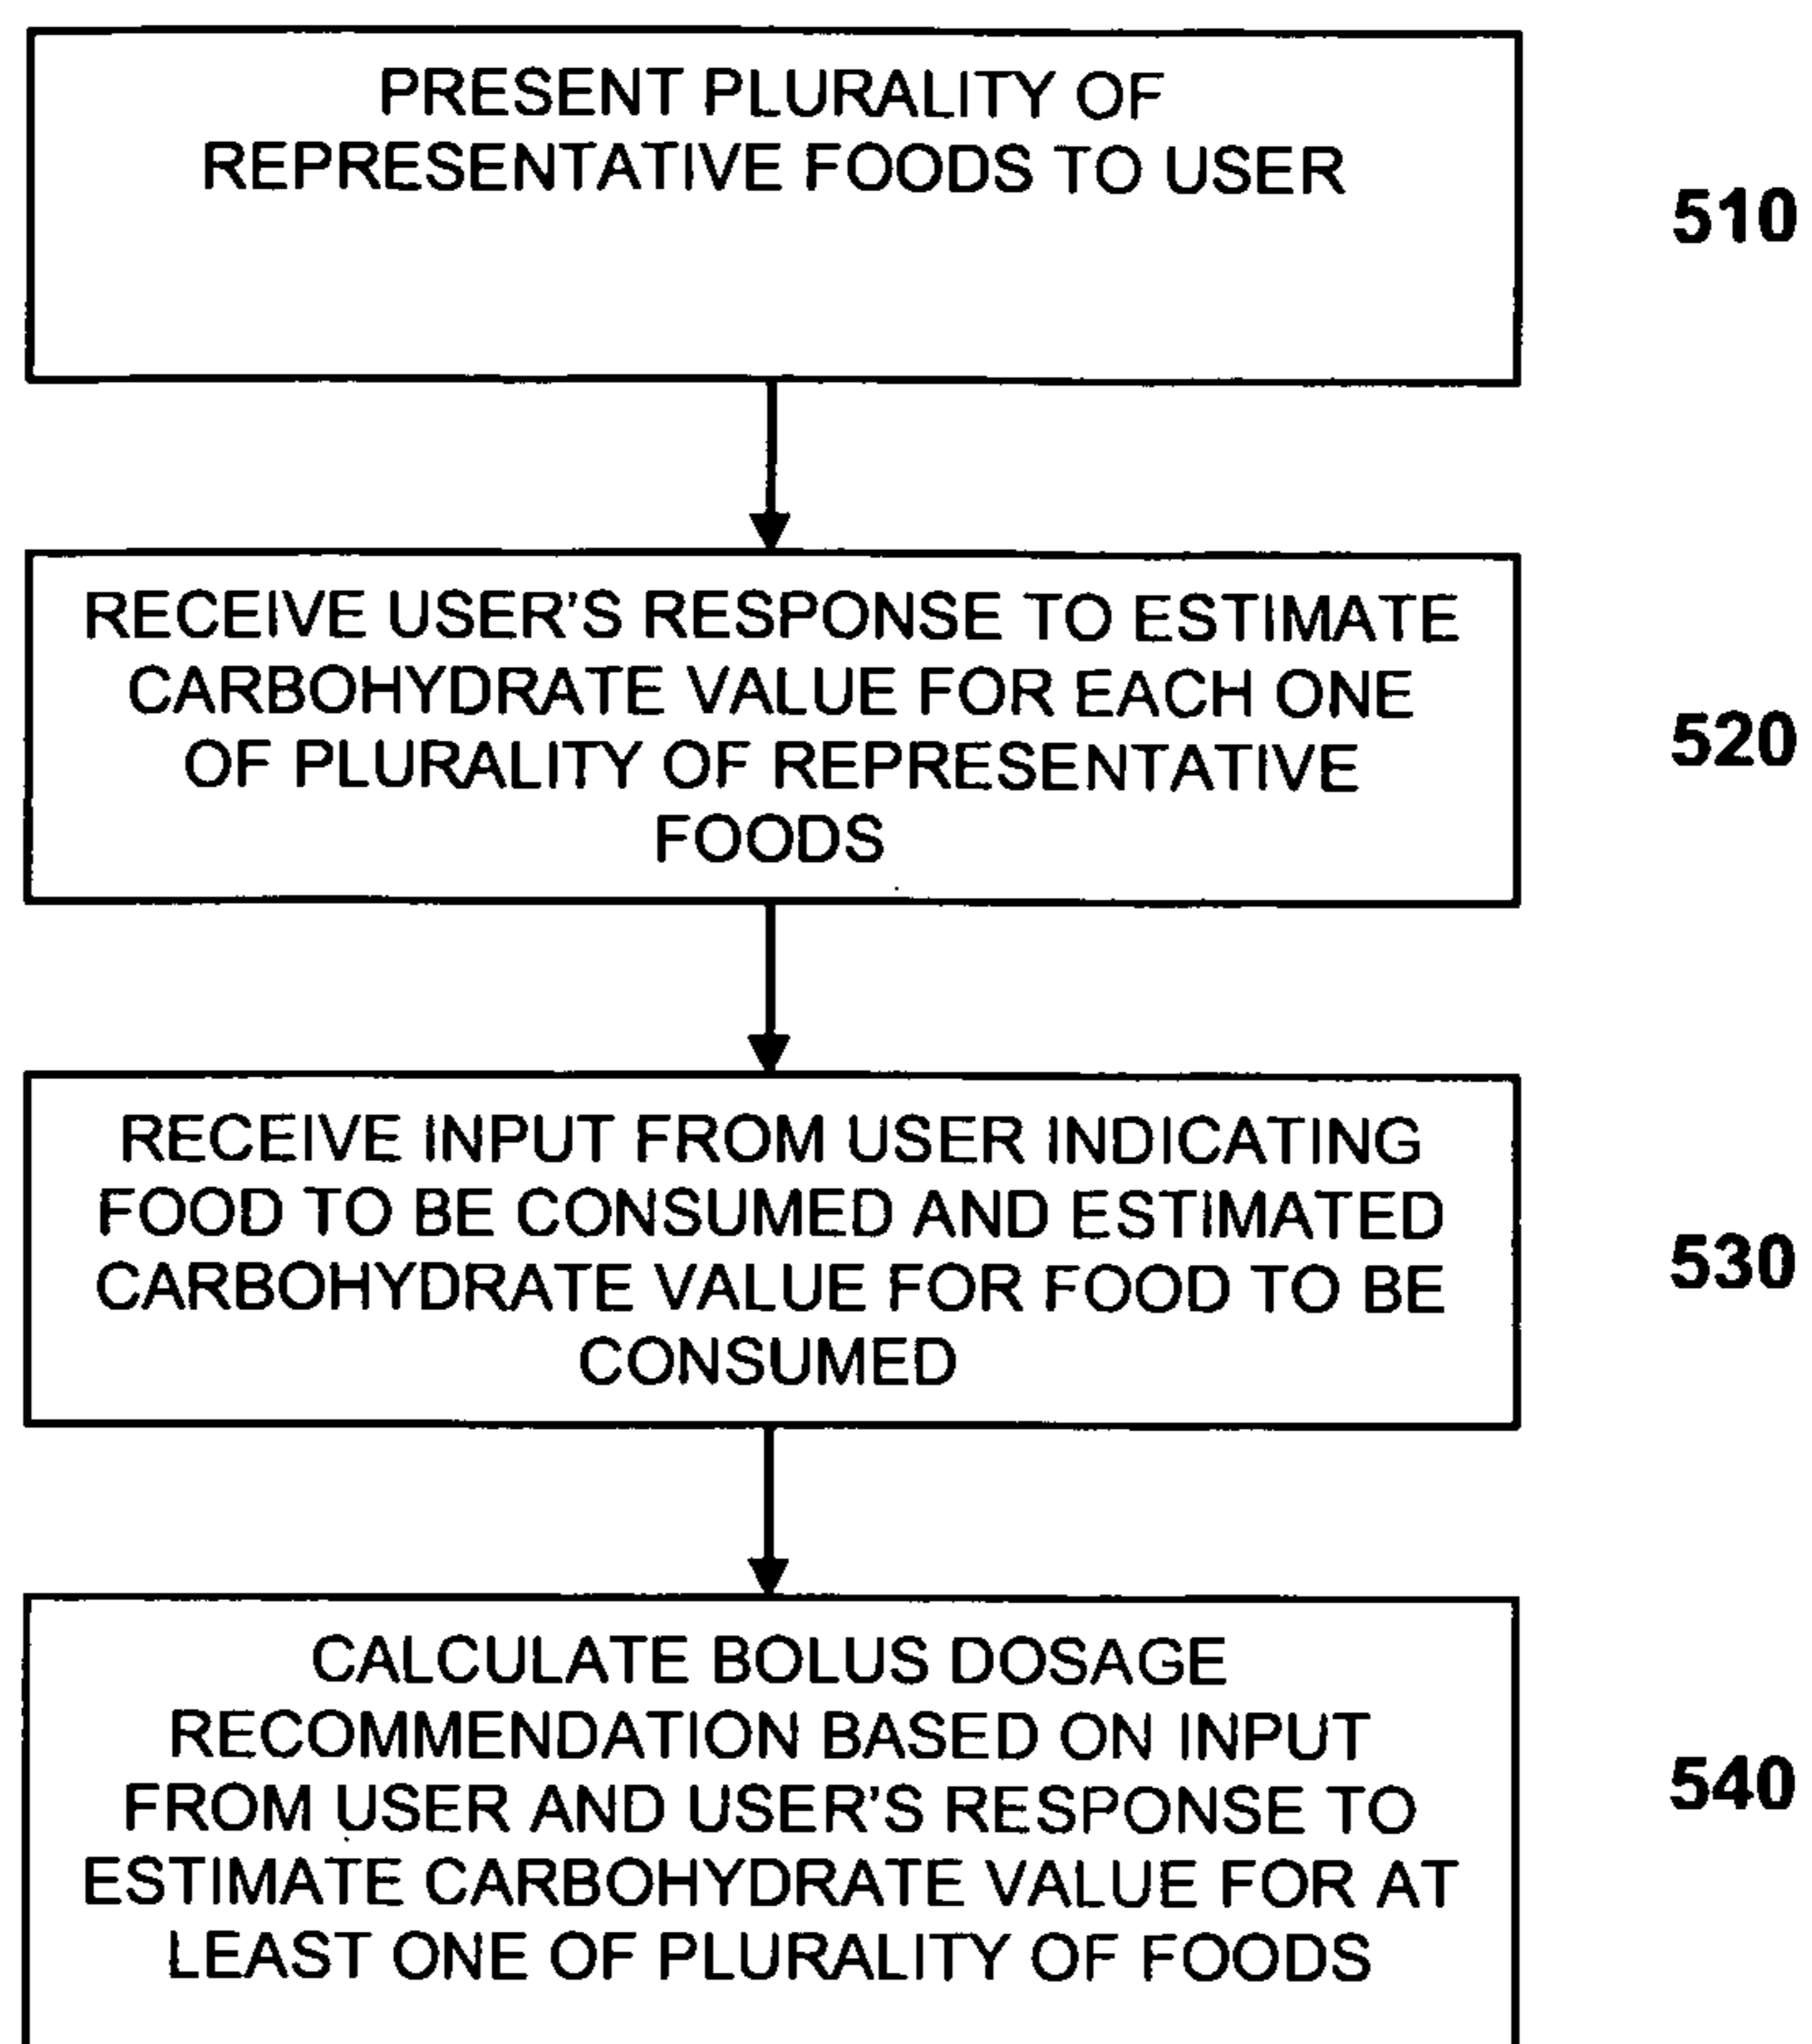 PRESENT PLURALITY OF
REPRESENTATIVE FOODS TO USER
510
RECEIVE USER'S RESPONSE TO ESTIMATE
CARBOHYDRATE VALUE FOR EACH ONE
OF PLURALITY OF REPRESENTATIVE
FOODS
520
RECEIVE INPUT FROM USER INDICATING
FOOD TO BE CONSUMED AND ESTIMATED
CARBOHYDRATE VALUE FOR FOOD TO BE
CONSUMED
530
CALCULATE BOLUS DOSAGE
RECOMMENDATION BASED ON INPUT
FROM USER AND USER'S RESPONSE TO
ESTIMATE CARBOHYDRATE VALUE FOR AT
LEAST ONE OF PLURALITY OF FOODS
540